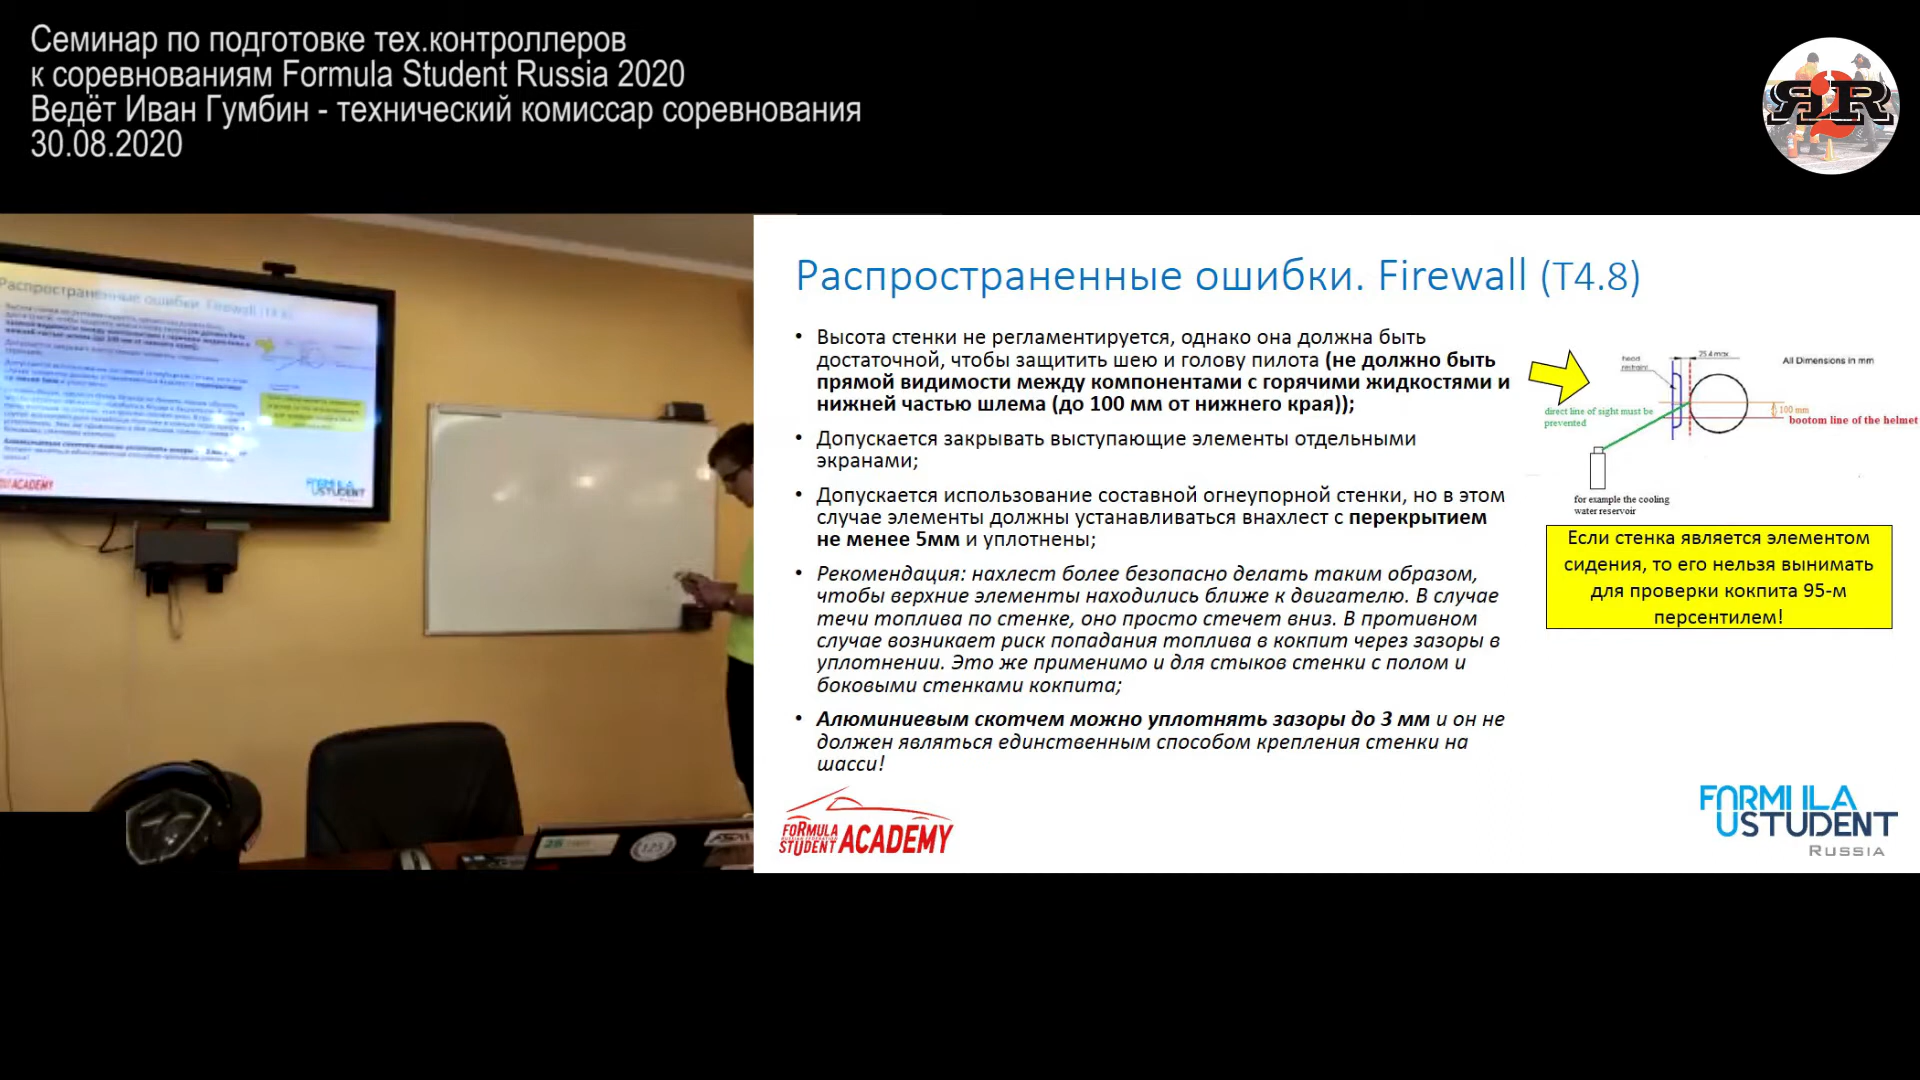 Семинар по подготовке тех.контроллеров
к соревнованиям Formula Student Russia 2020
Ведёт Иван Гумбин - технический комиссар соревнования
30.08.2020
Распространенные ошибки. Firewall (T4.8)
• Высота стенки не регламентируется, однако она должна быть
достаточной, чтобы защитить шею и голову пилота (не должно быть
прямой видимости между компонентами с горячими жидкостями и
нижней частью шлема (до 100 мм от нижнего края));
• Допускается закрывать выступающие элементы отдельными
экранами;
• Допускается использование составной огнеупорной стенки, но в этом
случае элементы должны устанавливаться внахлест с перекрытием
не менее 5мм и уплотнены;
• Рекомендация: нахлест более безопасно делать таким образом,
чтобы верхние элементы находились ближе к двигателю. В случае
течи топлива по стенке, оно просто стечет вниз. В противном
случае возникает риск попадания топлива в кокпит через зазоры в
уплотнении. Это же применимо и для стыков стенки с полом и
боковыми стенками кокпита;
• Алюминиевым скотчем можно уплотнять зазоры до 3 мм и он не
должен являться единственным способом крепления стенки на
шасси!
head
restraint
25.4 max
All Dimensions in mm
direct line of sight must be
prevented
100 mm
bootom line of the helmet
for example the cooling
water reservoir
Если стенка является элементом
сидения, то его нельзя вынимать
для проверки кокпита 95-м
персентилем!
FORMULA
STUDENT ACADEMY
FORMULA
STUDENT
RUSSIA